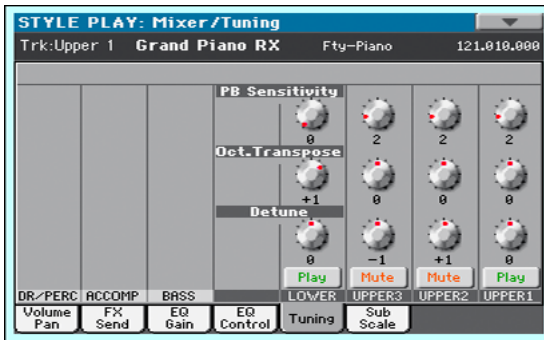 STYLE PLAY: Mixer/Tuning
Trk:Upper 1 Grand Piano RX Fty-Piano 121.010.000
PB Sensitivity
0 2 2 2
Oct.Transpose
+1 0 0 0
Detune
0 -1 +1 0
Play Mute Mute Play
DR/PERC ACCOMP BASS LOWER UPPER3 UPPER2 UPPER1
Volume Pan FX Send EQ Gain EQ Control Tuning Sub Scale